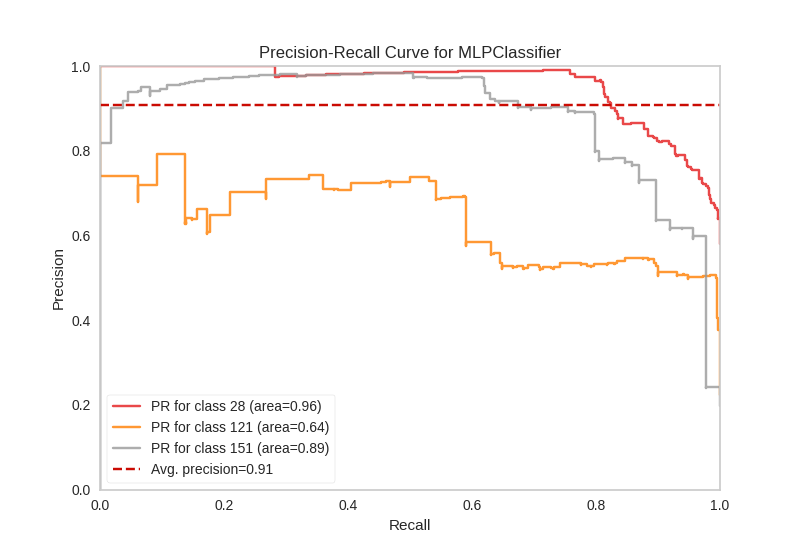 Precision-Recall Curve for MLPClassifier
1.0
0.8
0.6
0.4
0.2
0.0
Precision
PR for class 28 (area=0.96)
PR for class 121 (area=0.64)
PR for class 151 (area=0.89)
Avg. precision=0.91
0.0 0.2 0.4 0.6 0.8 1.0
Recall